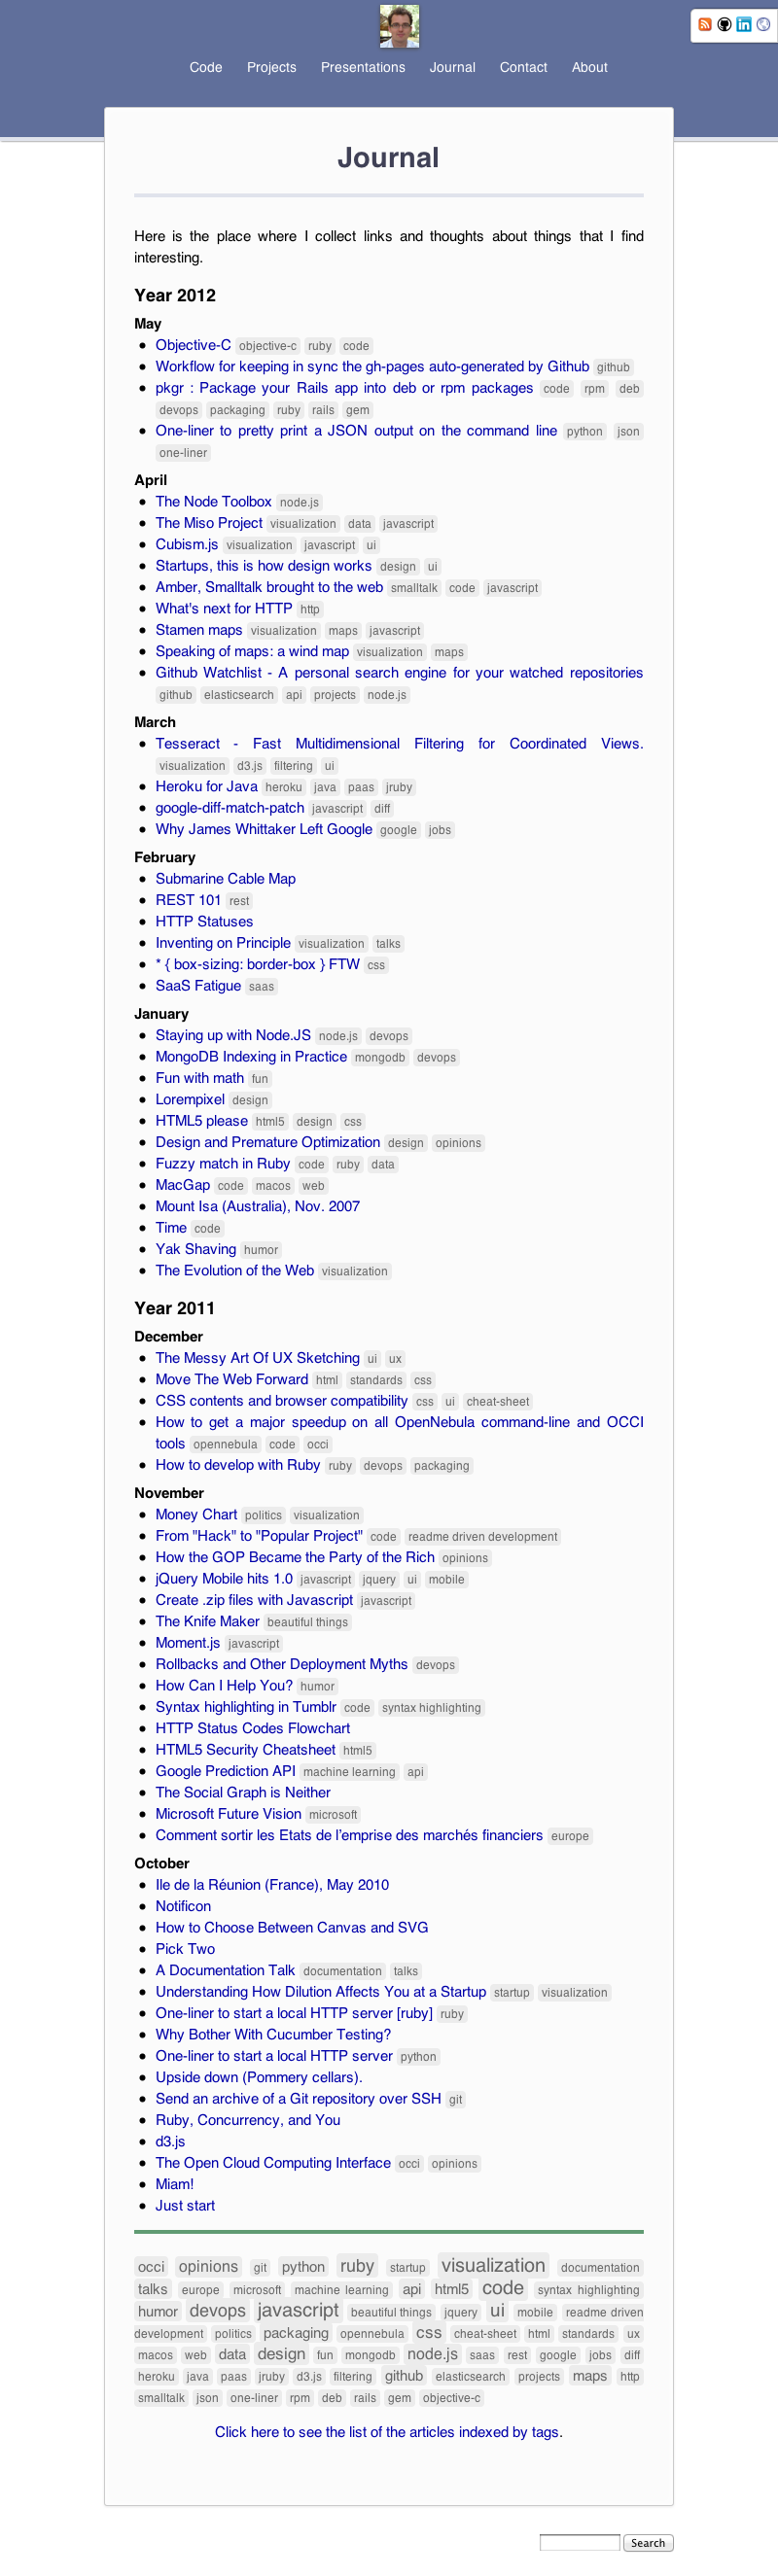 Code Projects Presentations Journal Contact About
Journal
Here is the place where I collect links and thoughts about things that I find
interesting.
Year 2012
May
Objective-C objective-c ruby code
Workflow for keeping in sync the gh-pages auto-generated by Github github
pkgr : Package your Rails app into deb or rpm packages code rpm deb
devops packaging ruby rails gem
One-liner to pretty print a JSON output on the command line python json
one-liner
April
The Node Toolbox node.js
The Miso Project visualization data javascript
Cubism.js visualization javascript ui
Startups, this is how design works design ui
Amber, Smalltalk brought to the web smalltalk code javascript
What's next for HTTP http
Stamen maps visualization maps javascript
Speaking of maps: a wind map visualization maps
Github Watchlist - A personal search engine for your watched repositories
github elasticsearch api projects node.js
March
Tesseract - Fast Multidimensional Filtering for Coordinated Views.
visualization d3.js filtering ui
Heroku for Java heroku java paas jruby
google-diff-match-patch javascript diff
Why James Whittaker Left Google google jobs
February
Submarine Cable Map
REST 101 rest
HTTP Statuses
Inventing on Principle visualization talks
* { box-sizing: border-box } FTW css
SaaS Fatigue saas
January
Staying up with Node.JS node.js devops
MongoDB Indexing in Practice mongodb devops
Fun with math fun
Lorempixel design
HTML5 please html5 design css
Design and Premature Optimization design opinions
Fuzzy match in Ruby code ruby data
MacGap code macos web
Mount Isa (Australia), Nov. 2007
Time code
Yak Shaving humor
The Evolution of the Web visualization
Year 2011
December
The Messy Art Of UX Sketching ui ux
Move The Web Forward html standards css
CSS contents and browser compatibility css ui cheat-sheet
How to get a major speedup on all OpenNebula command-line and OCCI
tools opennebula code occi
How to develop with Ruby ruby devops packaging
November
Money Chart politics visualization
From "Hack" to "Popular Project" code readme driven development
How the GOP Became the Party of the Rich opinions
jQuery Mobile hits 1.0 javascript jquery ui mobile
Create .zip files with Javascript javascript
The Knife Maker beautiful things
Moment.js javascript
Rollbacks and Other Deployment Myths devops
How Can I Help You? humor
Syntax highlighting in Tumblr code syntax highlighting
HTTP Status Codes Flowchart
HTML5 Security Cheatsheet html5
Google Prediction API machine learning api
The Social Graph is Neither
Microsoft Future Vision microsoft
Comment sortir les Etats de l'emprise des marchés financiers europe
October
Ile de la Réunion (France), May 2010
Notificon
How to Choose Between Canvas and SVG
Pick Two
A Documentation Talk documentation talks
Understanding How Dilution Affects You at a Startup startup visualization
One-liner to start a local HTTP server [ruby] ruby
Why Bother With Cucumber Testing?
One-liner to start a local HTTP server python
Upside down (Pommery cellars).
Send an archive of a Git repository over SSH git
Ruby, Concurrency, and You
d3.js
The Open Cloud Computing Interface occi opinions
Miam!
Just start
occi opinions git python ruby startup visualization documentation
talks europe microsoft machine learning api html5 code syntax highlighting
humor devops javascript beautiful things jquery ui mobile readme driven
development politics packaging opennebula css cheat-sheet html standards ux
macos web data design fun mongodb node.js saas rest google jobs diff
heroku java paas jruby d3.js filtering github elasticsearch projects maps http
smalltalk json one-liner rpm deb rails gem objective-c
Click here to see the list of the articles indexed by tags.
Search